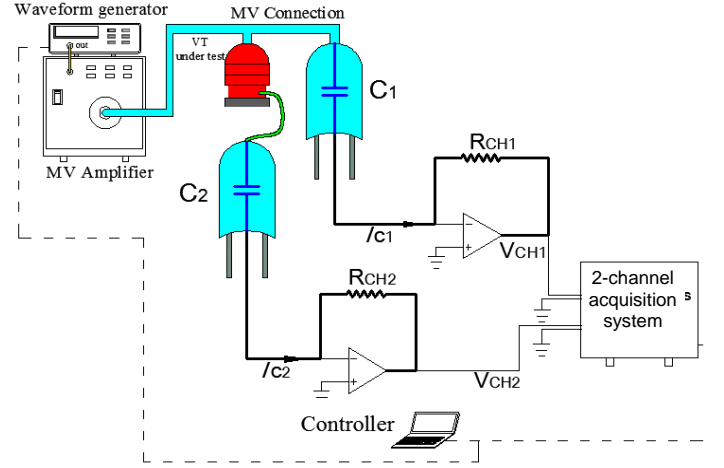 Waveform generator
MV Connection
out
VT
under test
C1
MV Amplifier
C2
RCH1
Ic1
VCH1
RCH2
2-channel
acquisition s
system
Ic2
VCH2
Controller